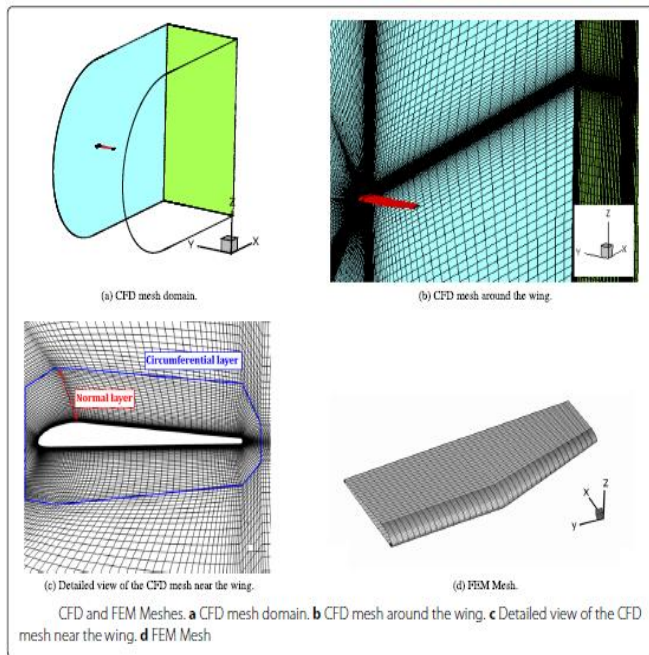 Z
Y
X
(a) CFD mesh domain.
Z
Y
X
(b) CFD mesh around the wing.
Circumferential layer
Normal layer
(c) Detailed view of the CFD mesh near the wing.
X
Z
y
(d) FEM Mesh.
CFD and FEM Meshes. a CFD mesh domain. b CFD mesh around the wing. c Detailed view of the CFD
mesh near the wing. d FEM Mesh